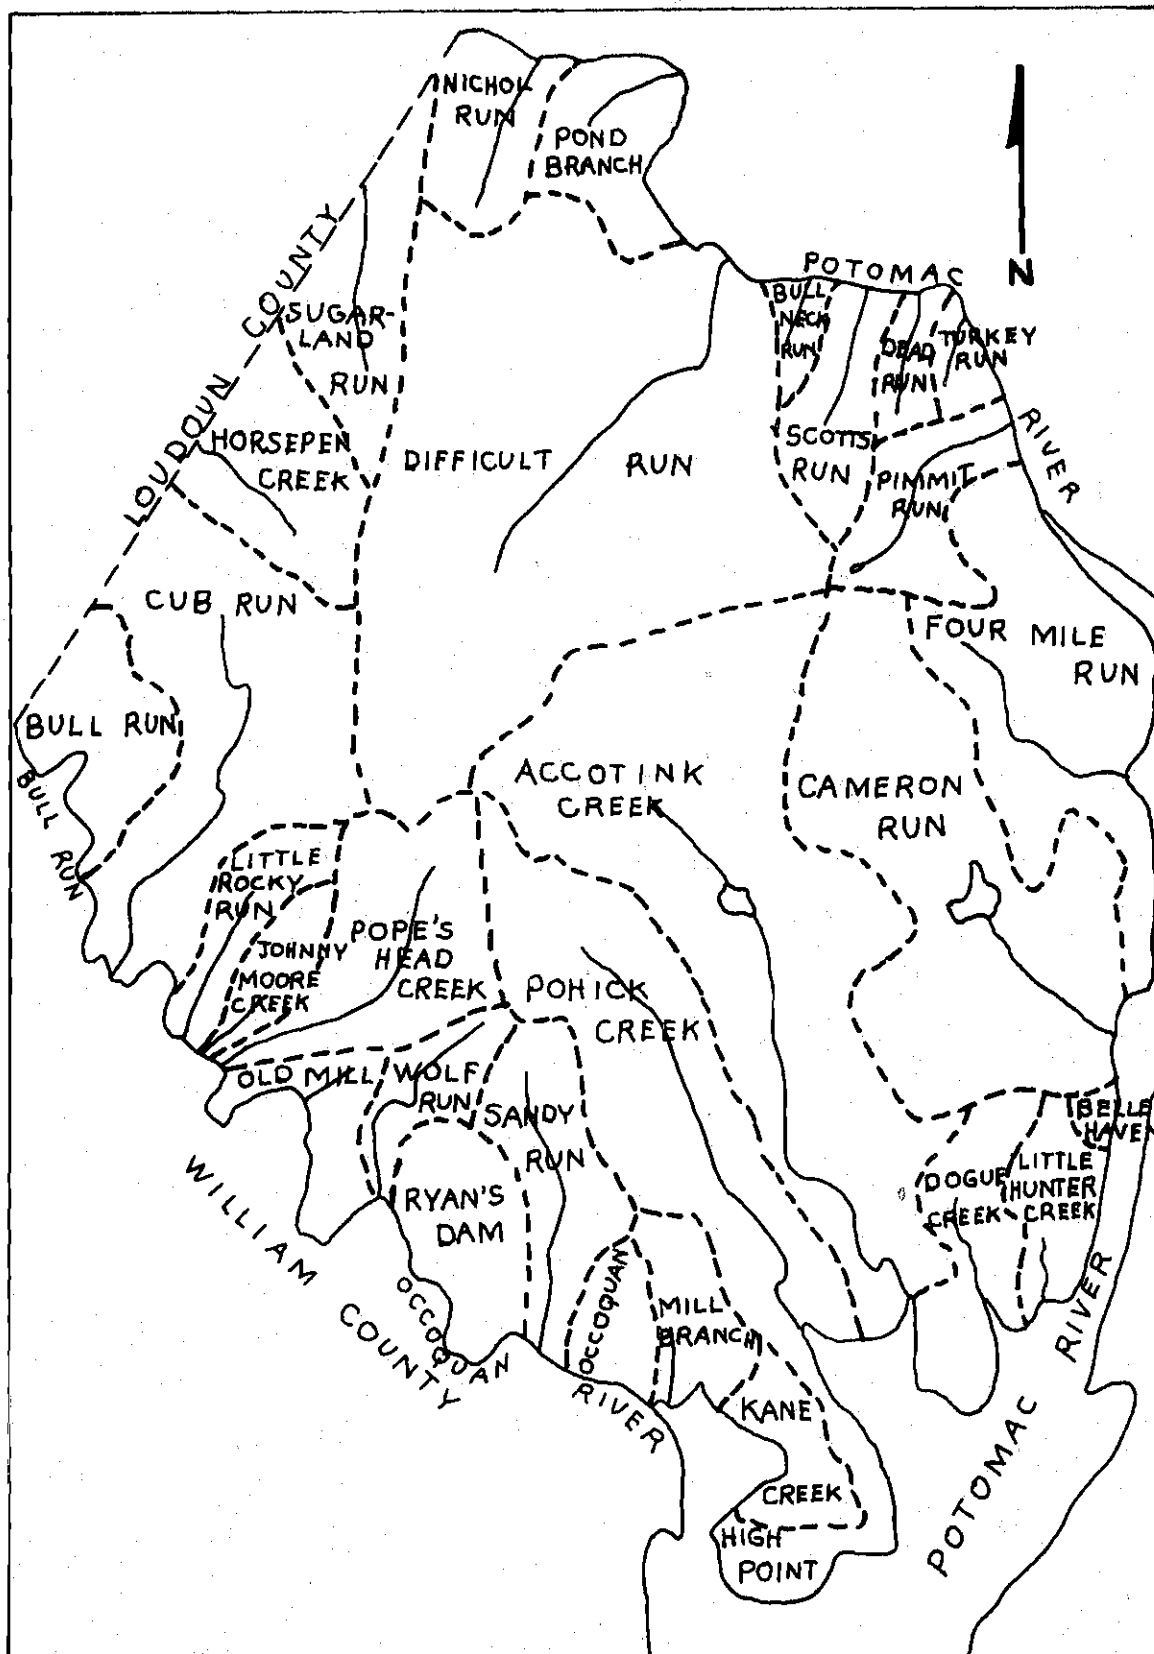 NICHOL
RUN
POND
BRANCH
LOUDOUN COUNTY
SUGAR-
LAND
RUN
POTOMAC
RIVER
N
BULL
NECK
RUN
DEAD
RUN
TURKEY
RUN
HORSEPEN
CREEK
DIFFICULT RUN
SCOTTS
RUN
PIMMIT
RUN
CUB RUN
FOUR MILE
RUN
BULL RUN
BULL RUN
ACCOTINK
CREEK
CAMERON
RUN
LITTLE
ROCKY
RUN
JOHNNY
MOORE
CREEK
POPE'S
HEAD
CREEK
POHICK
CREEK
OLD MILL
WOLF
RUN
SANDY
RUN
BELLE
HAVEN
RYAN'S
DAM
DOGUE
CREEK
LITTLE
HUNTER
CREEK
WILLIAM COUNTY
OCCOQUAN
RIVER
OCCOQUAN
MILL
BRANCH
KANE
CREEK
HIGH
POINT
POTOMAC
RIVER